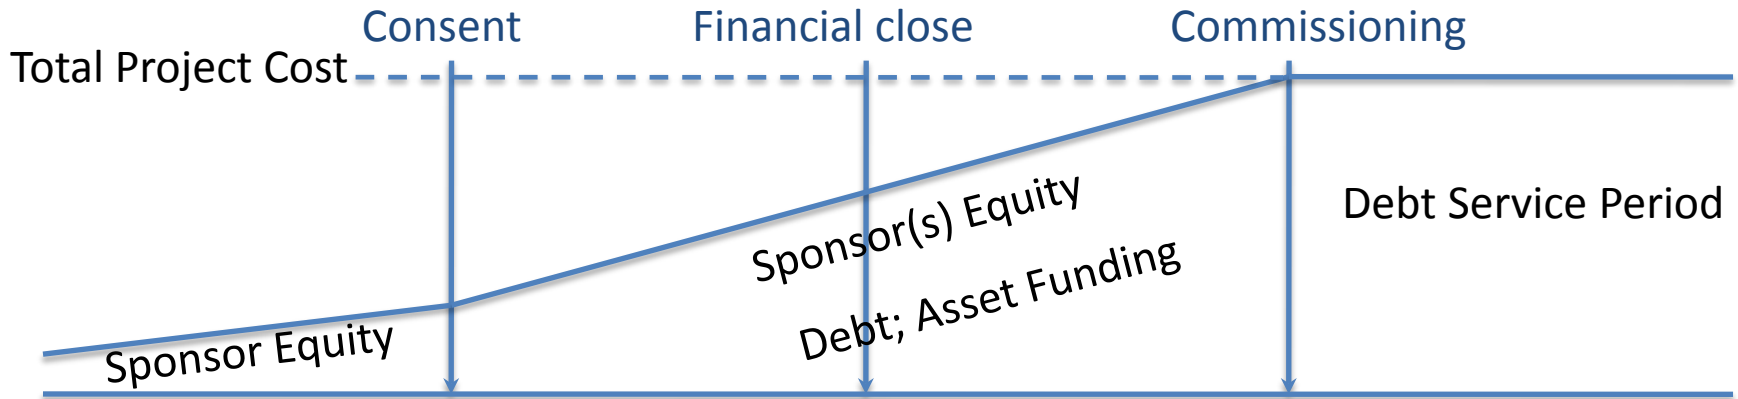 Consent
Financial close
Commissioning
Total Project Cost
Sponsor Equity
Sponsor(s) Equity
Debt; Asset Funding
Debt Service Period